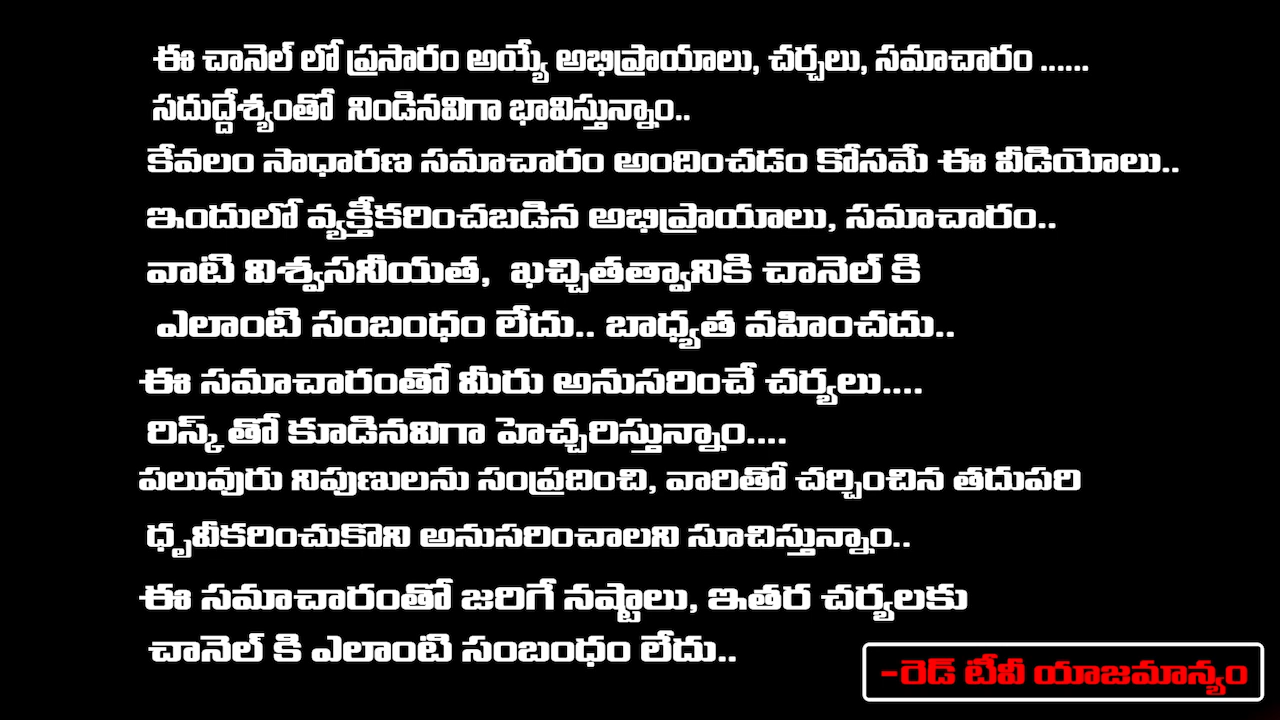 ఈ చానెల్ లో ప్రసారం అయ్యే అభిప్రాయాలు, చర్చలు, సమాచారం ......
సదుద్దేశ్యంతో నిండినవిగా భావిస్తున్నాం..
కేవలం సాధారణ సమాచారం అందించడం కోసమే ఈ వీడియోలు..
ఇందులో వ్యక్తీకరించబడిన అభిప్రాయాలు, సమాచారం..
వాటి విశ్వసనీయత, ఖచ్చితత్వానికి చానెల్ కి
ఎలాంటి సంబంధం లేదు.. బాధ్యత వహించదు..
ఈ సమాచారంతో మీరు అనుసరించే చర్యలు....
రిస్క్ తో కూడినవిగా హెచ్చరిస్తున్నాం....
పలువురు నిపుణులను సంప్రదించి, వారితో చర్చించిన తదుపరి
ధృవీకరించుకొని అనుసరించాలని సూచిస్తున్నాం..
ఈ సమాచారంతో జరిగే నష్టాలు, ఇతర చర్యలకు
చానెల్ కి ఎలాంటి సంబంధం లేదు..
-రెడ్ టీవీ యాజమాన్యం